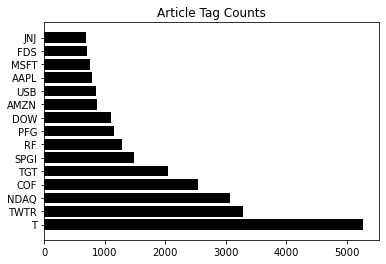 Article Tag Counts
JNJ
FDS
MSFT
AAPL
USB
AMZN
DOW
PFG
RF
SPGI
TGT
COF
NDAQ
TWTR
T
0 1000 2000 3000 4000 5000